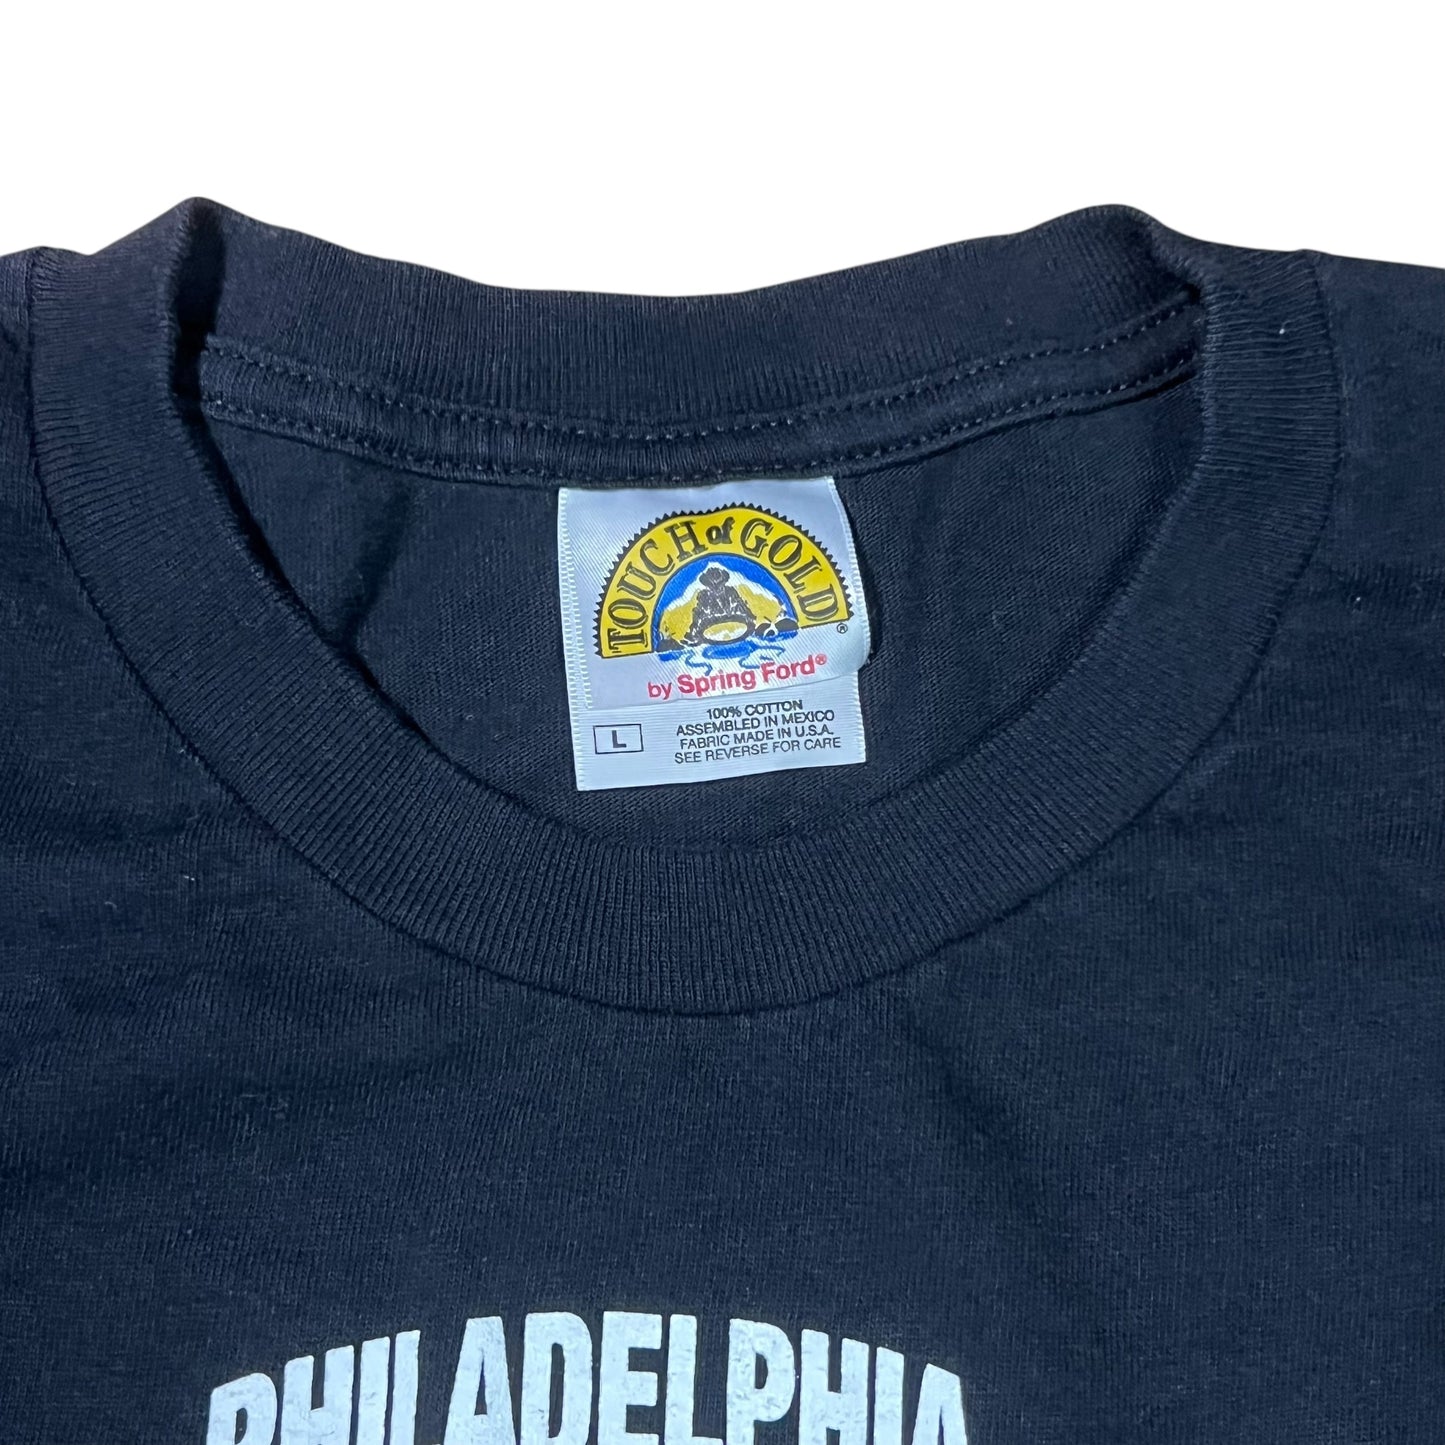 TOUCH of GOLD ®
by Spring Ford®
L
100% COTTON
ASSEMBLED IN MEXICO
FABRIC MADE IN U.S.A.
SEE REVERSE FOR CARE
PHILADELPHIA